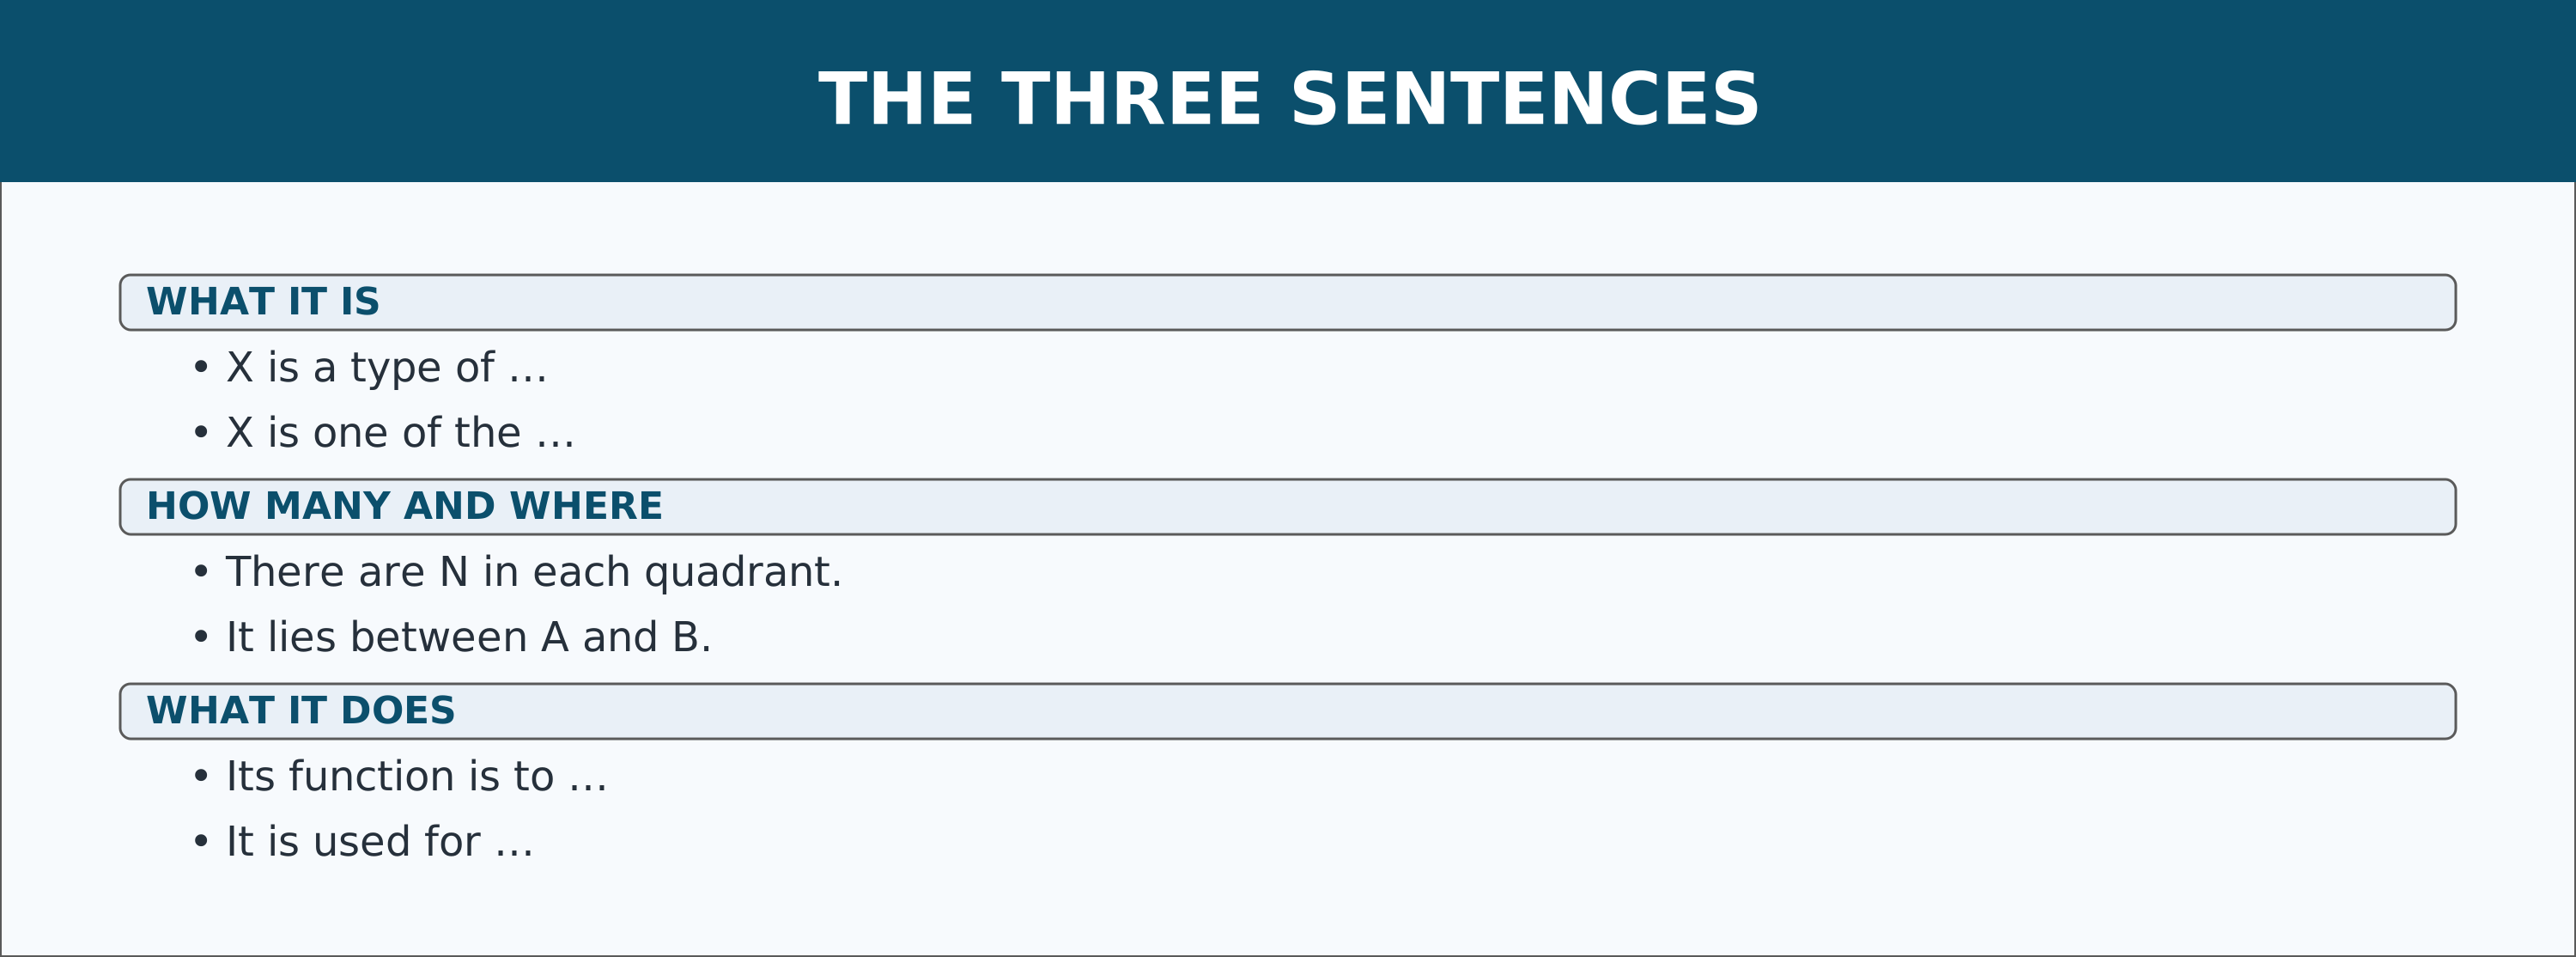 THE THREE SENTENCES
WHAT IT IS
• X is a type of …
• X is one of the …
HOW MANY AND WHERE
• There are N in each quadrant.
• It lies between A and B.
WHAT IT DOES
• Its function is to …
• It is used for …